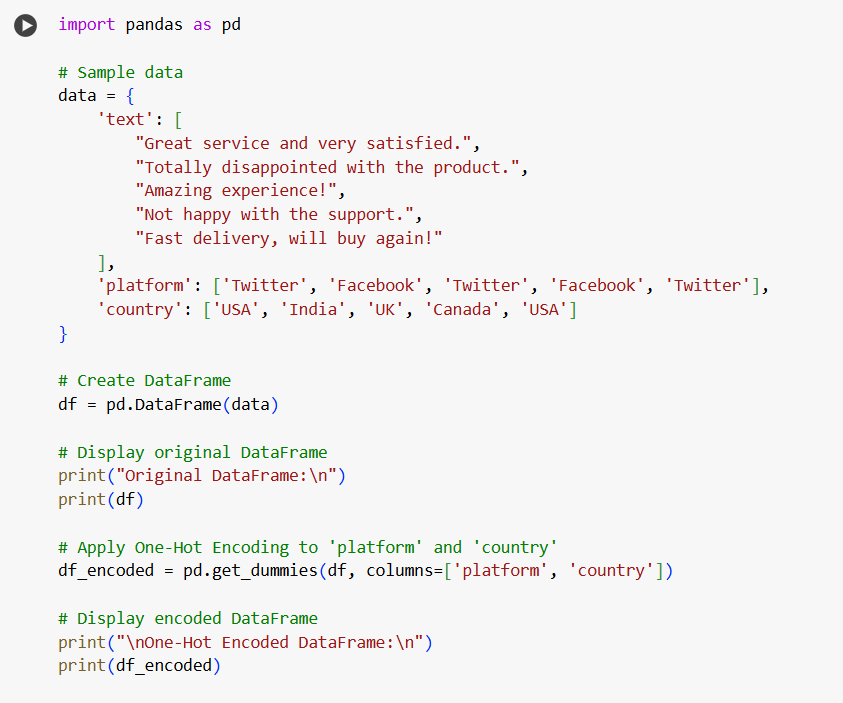 import pandas as pd
# Sample data
data = {
    'text': [
        "Great service and very satisfied.",
        "Totally disappointed with the product.",
        "Amazing experience!",
        "Not happy with the support.",
        "Fast delivery, will buy again!"
    ],
    'platform': ['Twitter', 'Facebook', 'Twitter', 'Facebook', 'Twitter'],
    'country': ['USA', 'India', 'UK', 'Canada', 'USA']
}
# Create DataFrame
df = pd.DataFrame(data)
# Display original DataFrame
print("Original DataFrame:\n")
print(df)
# Apply One-Hot Encoding to 'platform' and 'country'
df_encoded = pd.get_dummies(df, columns=['platform', 'country'])
# Display encoded DataFrame
print("\nOne-Hot Encoded DataFrame:\n")
print(df_encoded)